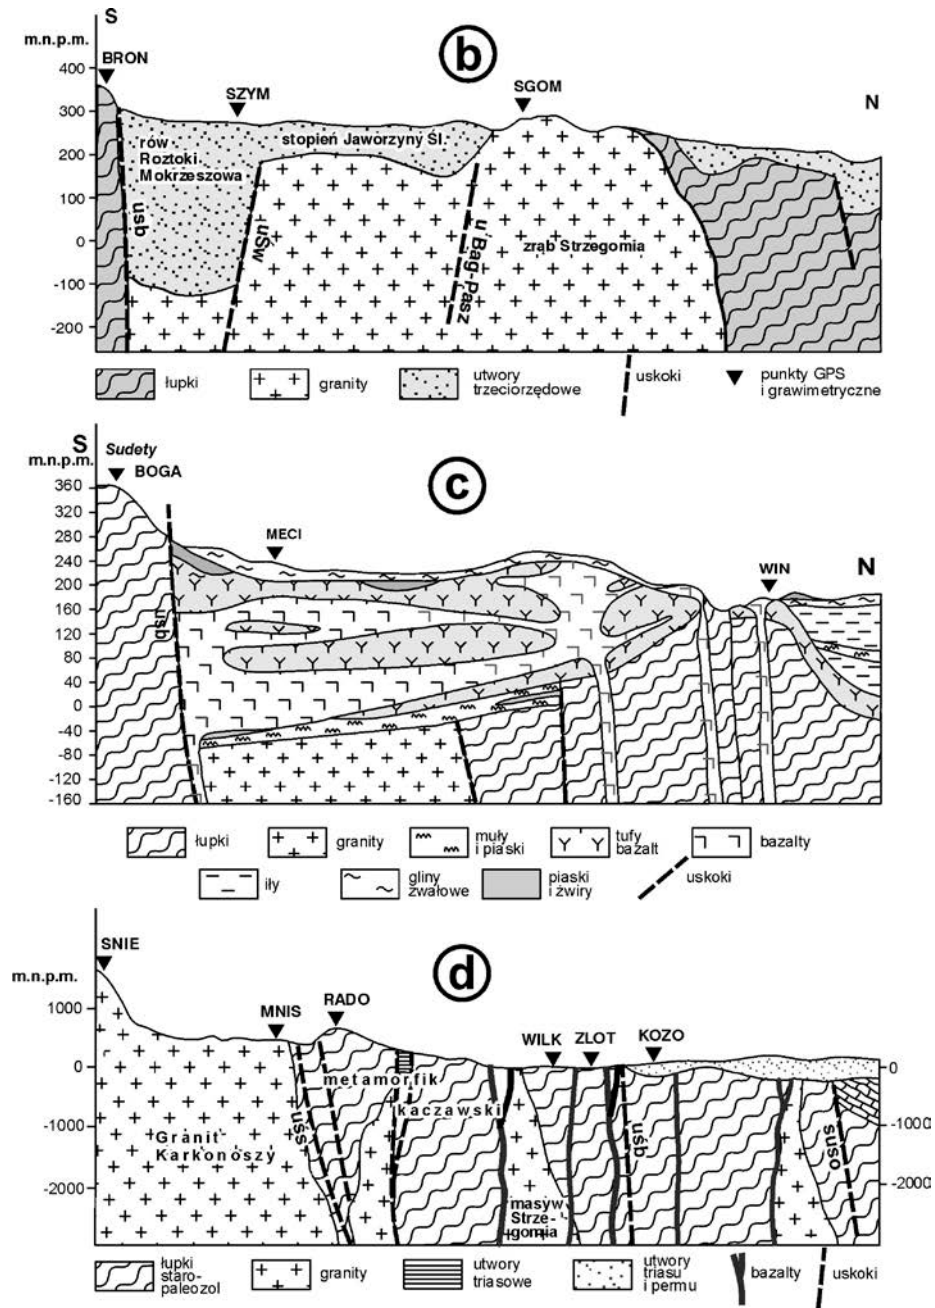 S
m.n.p.m.
b
BRON
SZYM
SGOM
N
400
300
200
100
0
-100
-200
rów
Roztoki
Mokrzeszowa
stopień Jaworzyny Śl.
usb
uSw
u Bag-Pasz
zrąb Strzegomia
łupki
granity
utwory
trzeciorzędowe
uskoki
punkty GPS
i grawimetryczne
S
m.n.p.m.
Sudety
BOGA
c
MECI
WIN
N
360
320
280
240
200
160
120
80
40
0
-40
-80
-120
-160
usb
łupki
granity
muły
i piaski
tufy
bazalt
bazalty
iły
gliny
zwałowe
piaski
i żwiry
uskoki
SNIE
d
m.n.p.m.
MNIS
RADO
WILK
ZLOT
KOZO
1000
0
-1000
-2000
0
-1000
-2000
metamorfik
kaczawski
Granit
Karkonoszy
uśs
masyw
Strze-
gomia
uśb
suso
łupki
staro-
paleozol
granity
utwory
triasowe
utwory
triasu
i permu
bazalty
uskoki